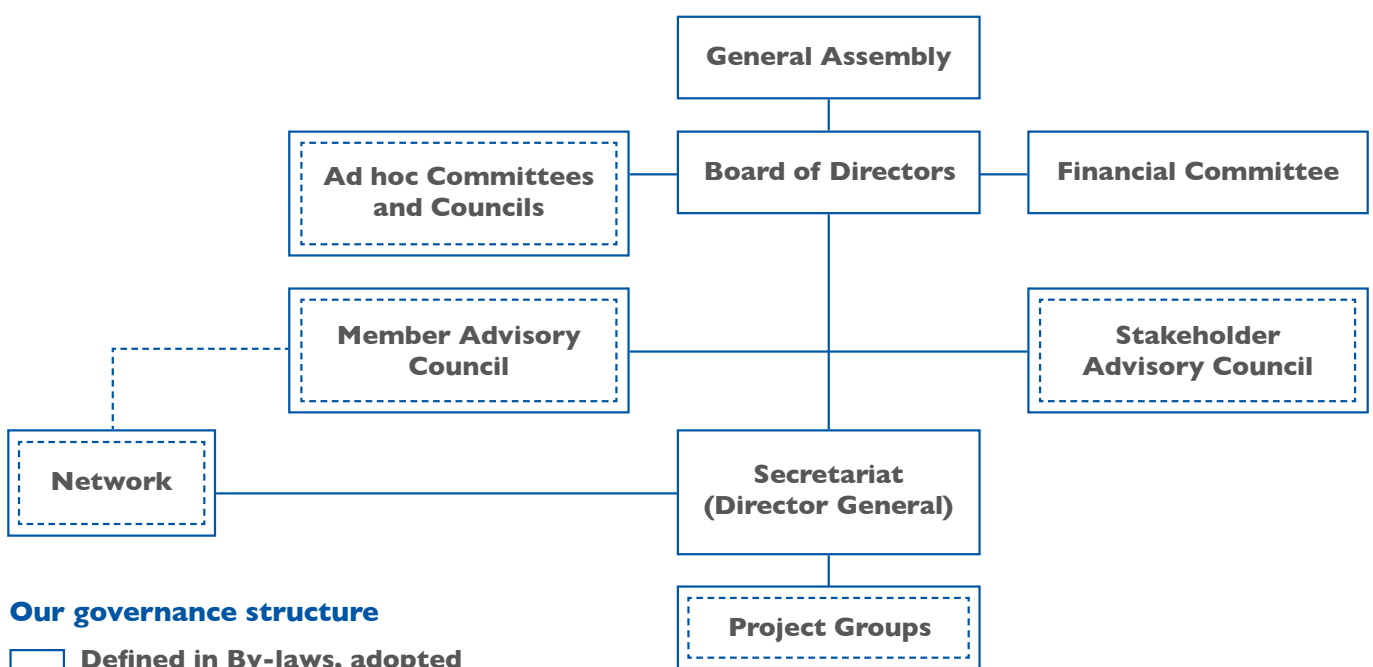 General Assembly
Ad hoc Committees
and Councils
Board of Directors
Financial Committee
Member Advisory
Council
Stakeholder
Advisory Council
Network
Secretariat
(Director General)
Our governance structure
Project Groups
Defined in By-laws, adopted